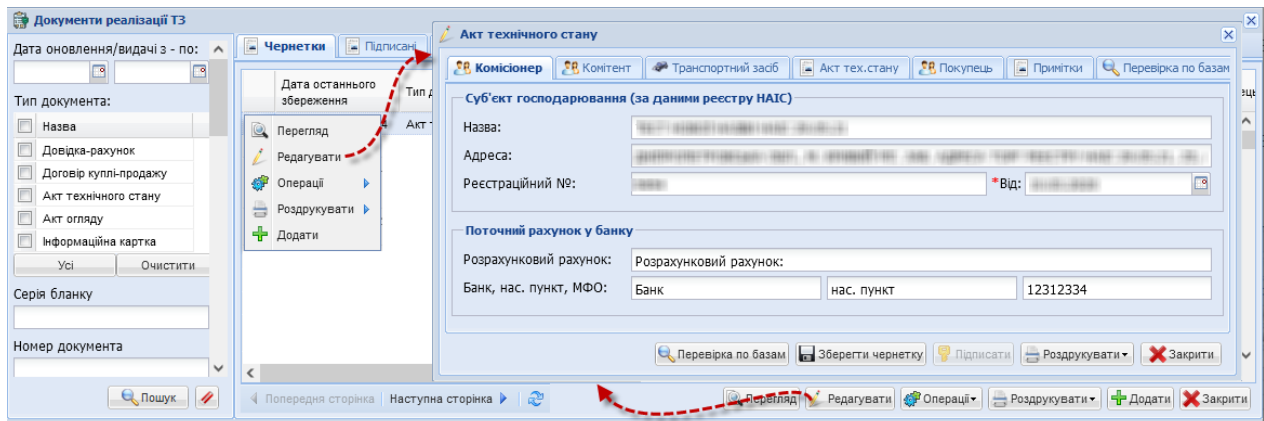 Документи реалізації ТЗ
Дата оновлення/видачі з - по:
Тип документа:
Назва
Довідка-рахунок
Договір куплі-продажу
Акт технічного стану
Акт огляду
Інформаційна картка
Усі Очистити
Серія бланку
Номер документа
Пошук
Чернетки Підписані
Дата останнього
збереження
Тип
Акт
Перегляд
Редагувати
Операції
Роздрукувати
Додати
Акт технічного стану
Комісіонер Комітент Транспортний засіб Акт тех.стану Покупець Примітки Перевірка по базам
Суб'єкт господарювання (за даними реєстру НАІС)
Назва:
Адреса:
Реєстраційний №: *Від:
Поточний рахунок у банку
Розрахунковий рахунок: Розрахунковий рахунок:
Банк, нас. пункт, МФО: Банк нас. пункт 12312334
Перевірка по базам Зберегти чернетку Підписати Роздрукувати Закрити
Попередня сторінка Наступна сторінка Перегляд Редагувати Операції Роздрукувати Додати Закрити